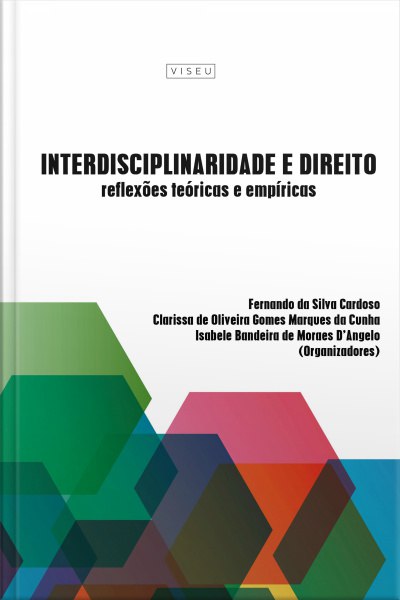 VISEU
INTERDISCIPLINARIDADE E DIREITO
reflexões teóricas e empíricas
Fernando da Silva Cardoso
Clarissa de Oliveira Gomes Marques da Cunha
Isabele Bandeira de Moraes D'Angelo
(Organizadores)